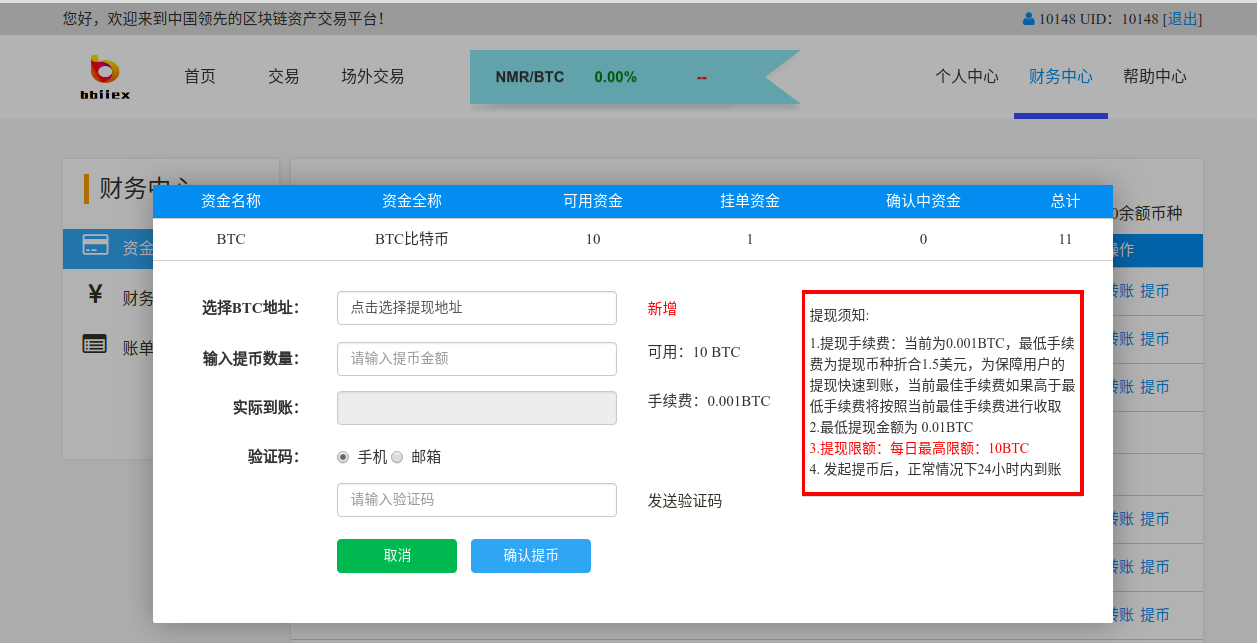 您好，欢迎来到中国领先的区块链资产交易平台！
10148 UID：10148 [退出]
bbiiex
首页 交易 场外交易
NMR/BTC 0.00% --
个人中心 财务中心 帮助中心
财务中心
资金名称 资金全称 可用资金 挂单资金 确认中资金 总计
BTC BTC比特币 10 1 0 11
0余额币种
操作
资金
¥ 财务
账单
选择BTC地址： 点击选择提现地址 新增
输入提币数量： 请输入提币金额 可用：10 BTC
实际到账： 手续费：0.001BTC
验证码： 手机 邮箱
请输入验证码 发送验证码
取消 确认提币
提现须知:
1.提现手续费：当前为0.001BTC，最低手续
费为提现币种折合1.5美元，为保障用户的
提现快速到账，当前最佳手续费如果高于最
低手续费将按照当前最佳手续费进行收取
2.最低提现金额为 0.01BTC
3.提现限额：每日最高限额：10BTC
4. 发起提币后，正常情况下24小时内到账
转账 提币
转账 提币
转账 提币
转账 提币
转账 提币
转账 提币